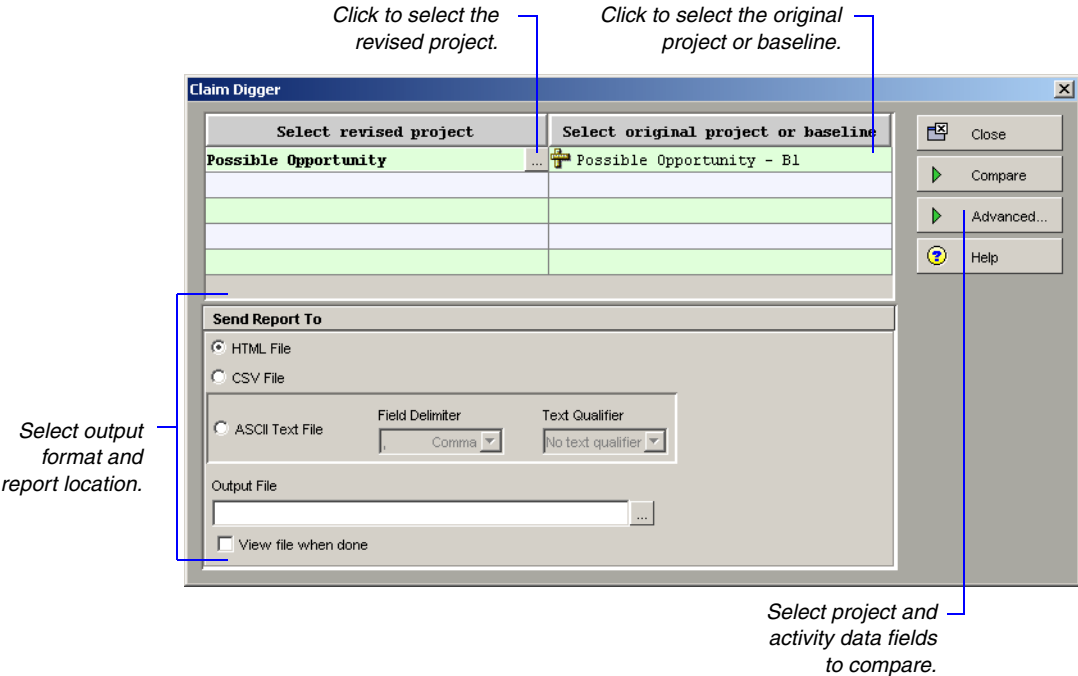 Click to select the
revised project.
Click to select the original
project or baseline.
Claim Digger
Select revised project
Select original project or baseline
Possible Opportunity
...
Possible Opportunity - B1
Close
Compare
Advanced...
Help
Send Report To
HTML File
CSV File
ASCII Text File
Field Delimiter
, Comma
Text Qualifier
No text qualifier
Output File
...
View file when done
Select output
format and
report location.
Select project and
activity data fields
to compare.